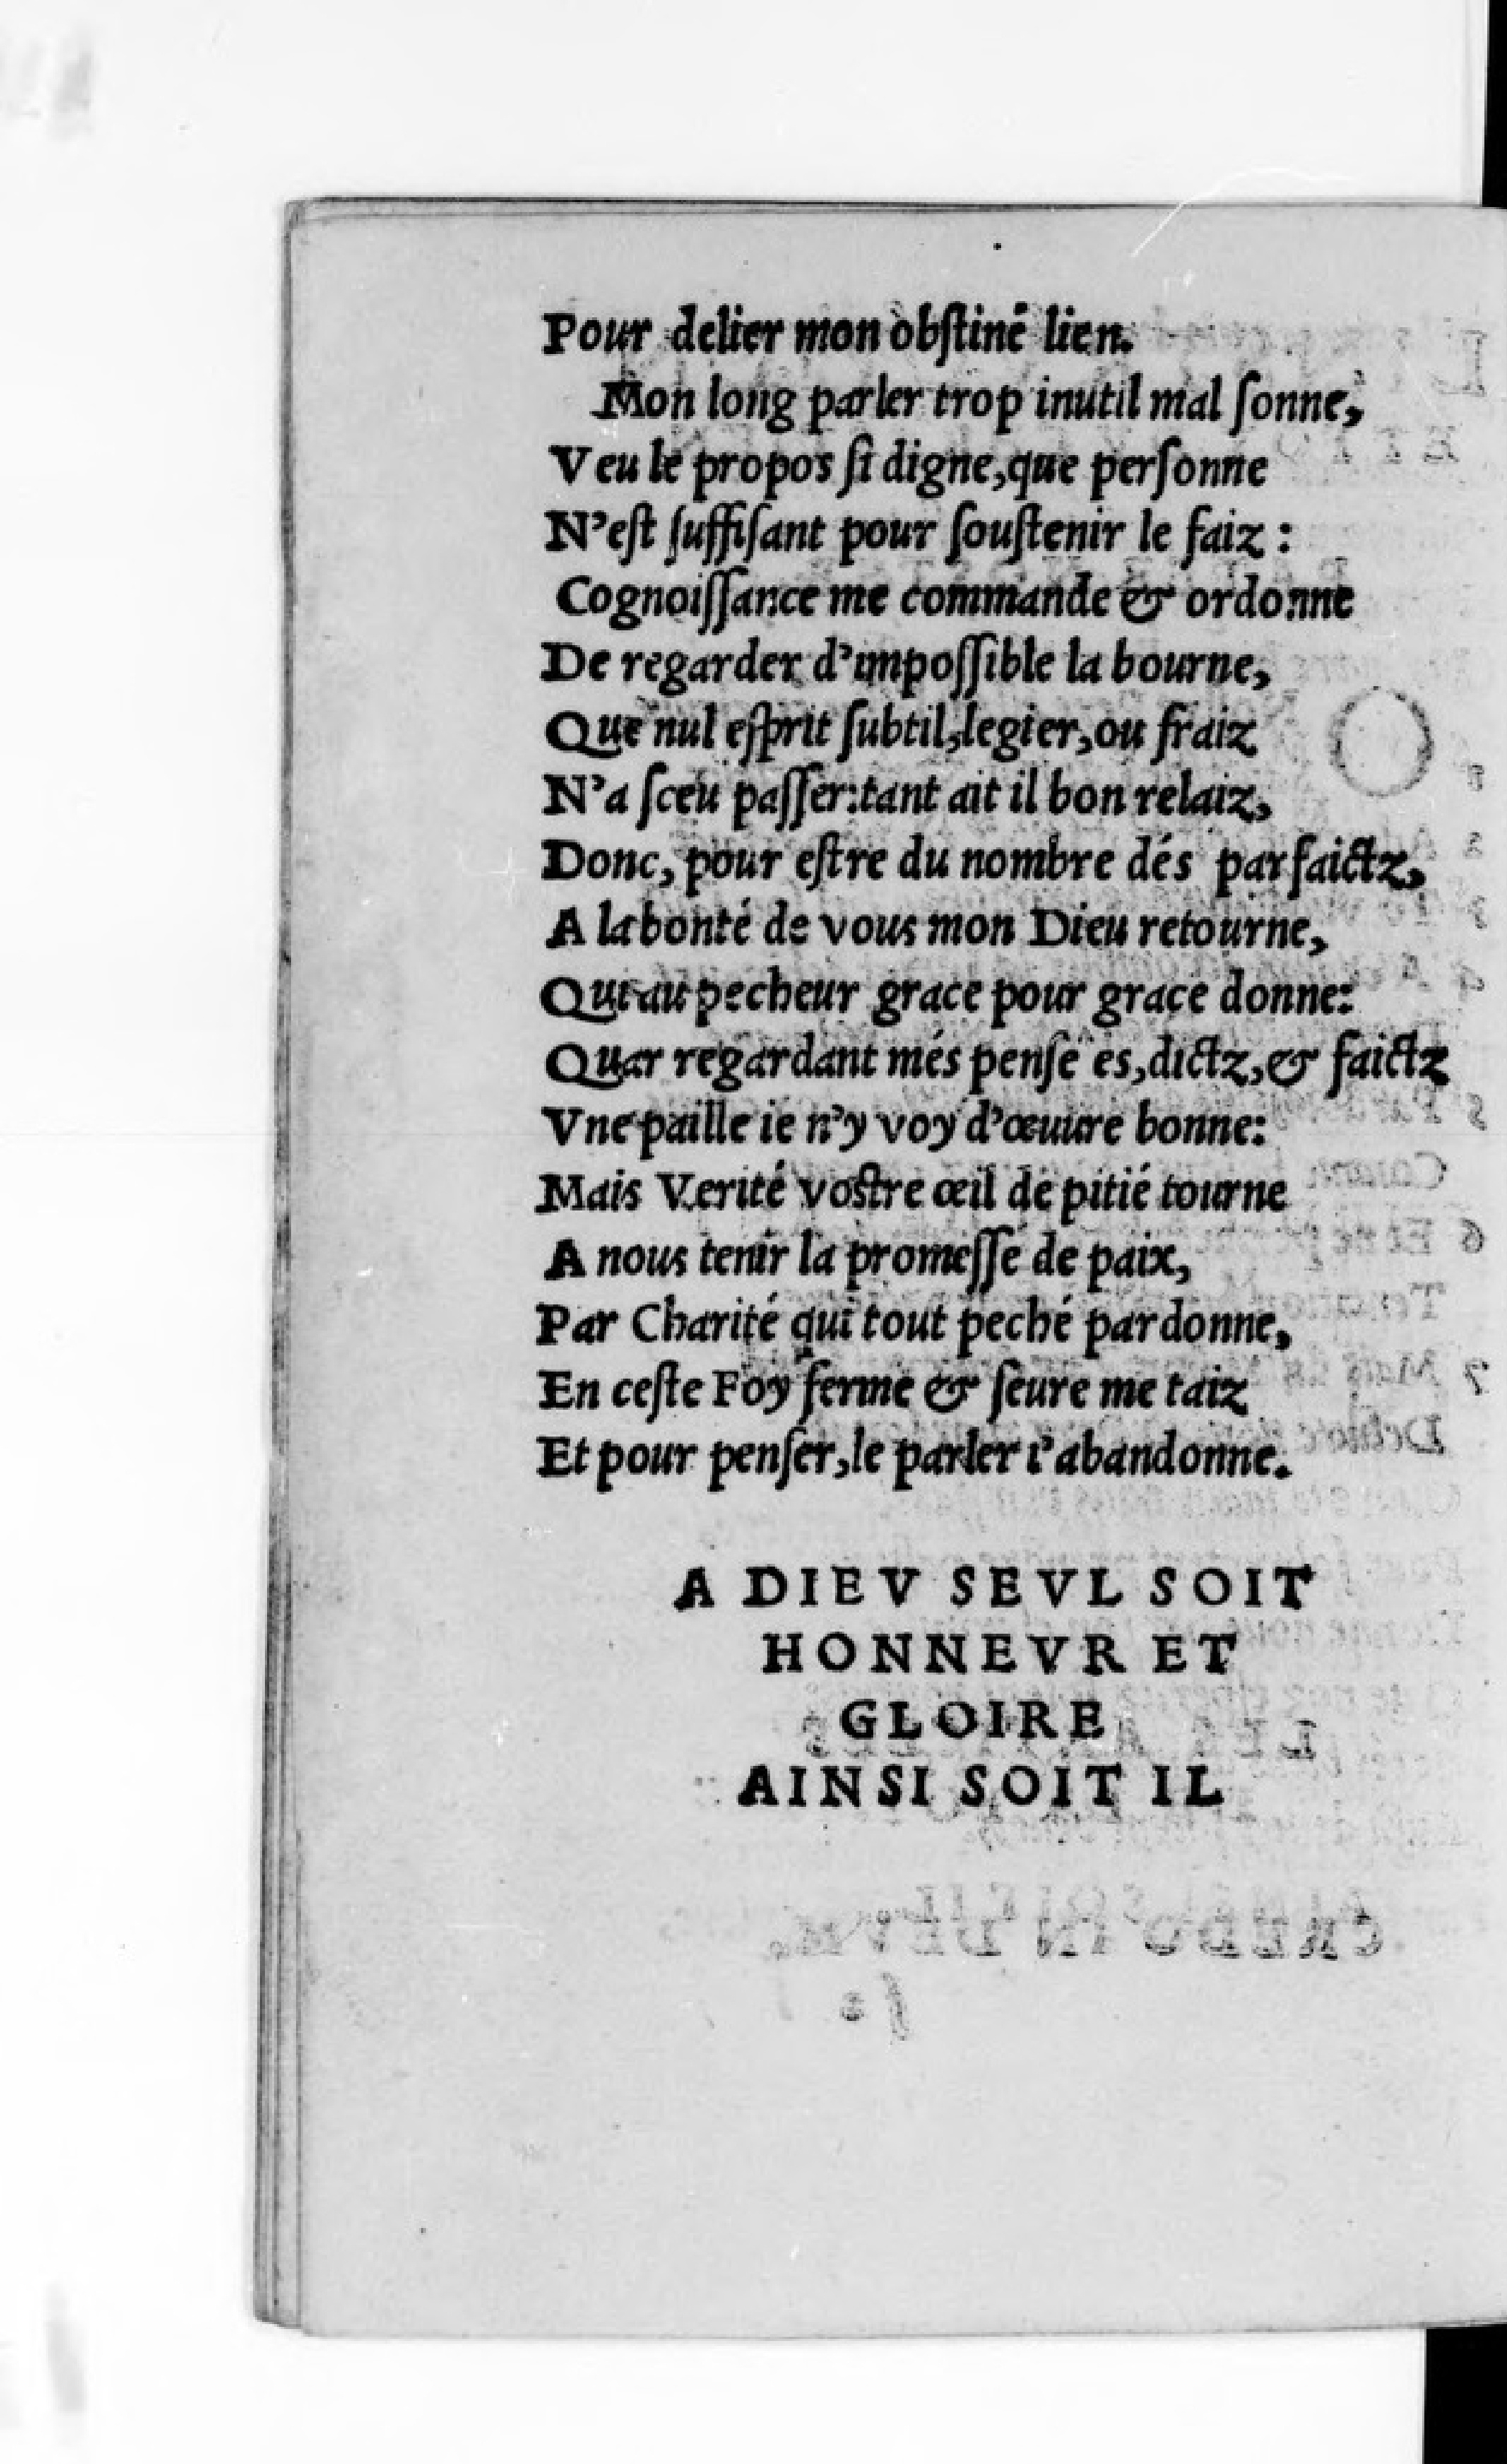 Pour delier mon obſtiné lien.
Mon long parler trop inutil mal ſonne,
Veu le propos ſi digne,que perſonne
N'eſt ſuffiſant pour ſouſtenir le faiz :
Cognoiſſance me commande & ordonne
De regarder d'impoſſible la bourne,
Que nul eſprit ſubtil,legier,ou fraiz
N'a ſceu paſſer:tant ait il bon relaiz,
Donc, pour eſtre du nombre dés parfaictz,
A la bonté de vous mon Dieu retourne,
Qui au pecheur grace pour grace donne:
Quar regardant més penſées,dictz,& faictz
Vne paille ie n'y voy d'œuure bonne:
Mais Verité voſtre œil de pitié tourne
A nous tenir la promeſſe de paix,
Par Charité qui tout peché pardonne,
En ceſte Foy ferme & ſeure me taiz
Et pour penſer,le parler i'abandonne.
A DIEV SEVL SOIT
HONNEVR ET
GLOIRE
AINSI SOIT IL